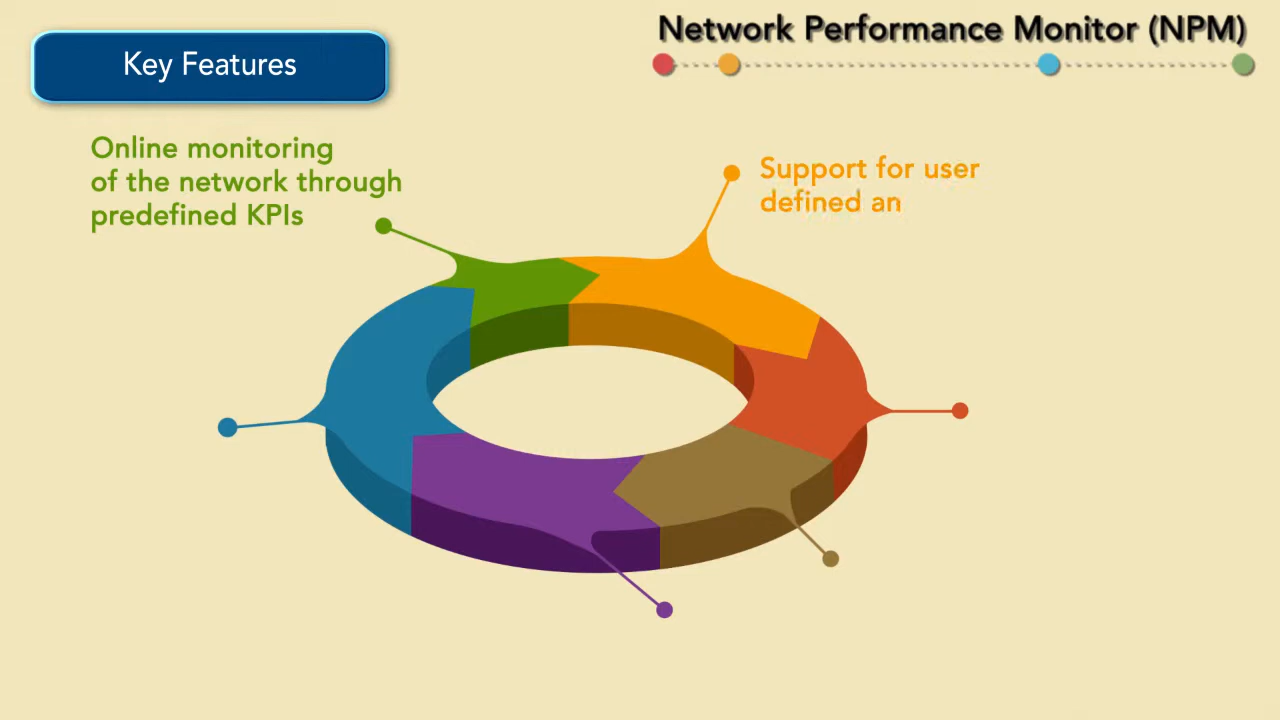 Key Features
Network Performance Monitor (NPM)
Online monitoring
of the network through
predefined KPIs
Support for user
defined an